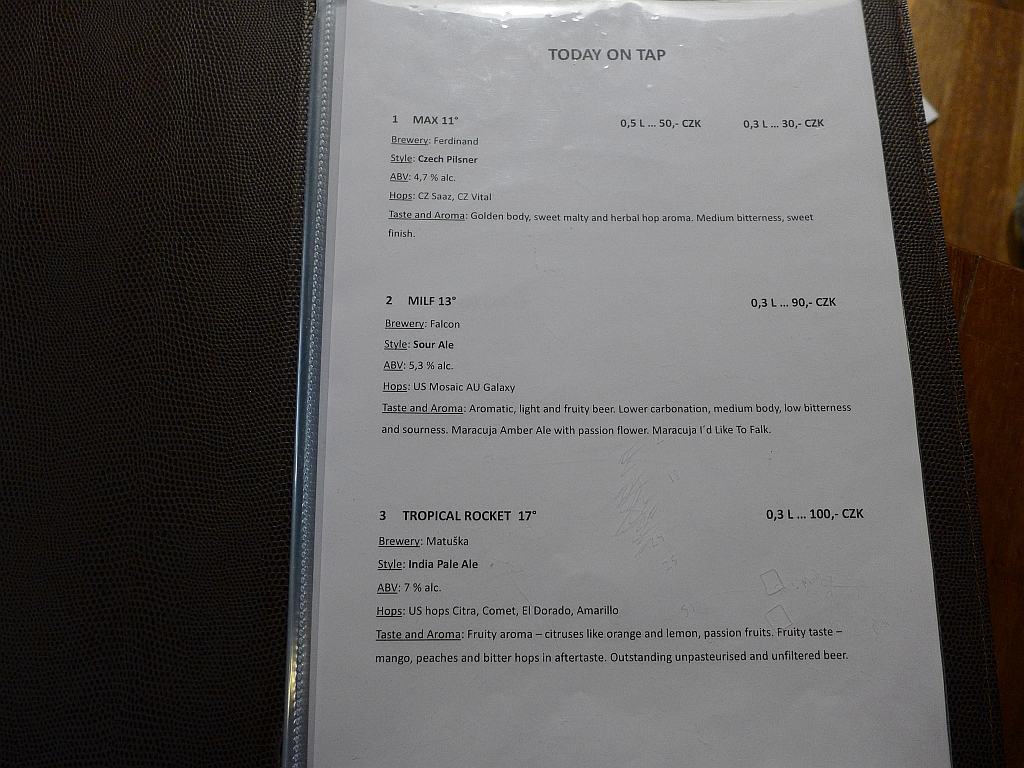 TODAY ON TAP
1 MAX 11° 0,5 L ... 50,- CZK 0,3 L ... 30,- CZK
Brewery: Ferdinand
Style: Czech Pilsner
ABV: 4,7 % alc.
Hops: CZ Saaz, CZ Vital
Taste and Aroma: Golden body, sweet malty and herbal hop aroma. Medium bitterness, sweet
finish.
2 MILF 13° 0,3 L ... 90,- CZK
Brewery: Falcon
Style: Sour Ale
ABV: 5,3 % alc.
Hops: US Mosaic AU Galaxy
Taste and Aroma: Aromatic, light and fruity beer. Lower carbonation, medium body, low bitterness
and sourness. Maracuja Amber Ale with passion flower. Maracuja I´d Like To Falk.
3 TROPICAL ROCKET 17° 0,3 L ... 100,- CZK
Brewery: Matuška
Style: India Pale Ale
ABV: 7 % alc.
Hops: US hops Citra, Comet, El Dorado, Amarillo
Taste and Aroma: Fruity aroma – citruses like orange and lemon, passion fruits. Fruity taste –
mango, peaches and bitter hops in aftertaste. Outstanding unpasteurised and unfiltered beer.